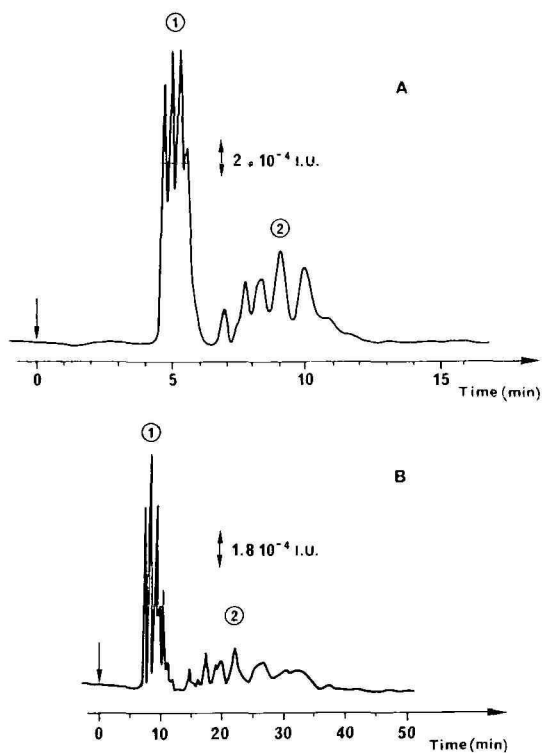 ①
A
2 . 10⁻⁴ I.U.
②
0 5 10 15
Time (min)
①
B
1.8 10⁻⁴ I.U.
②
0 10 20 30 40 50
Time (min)